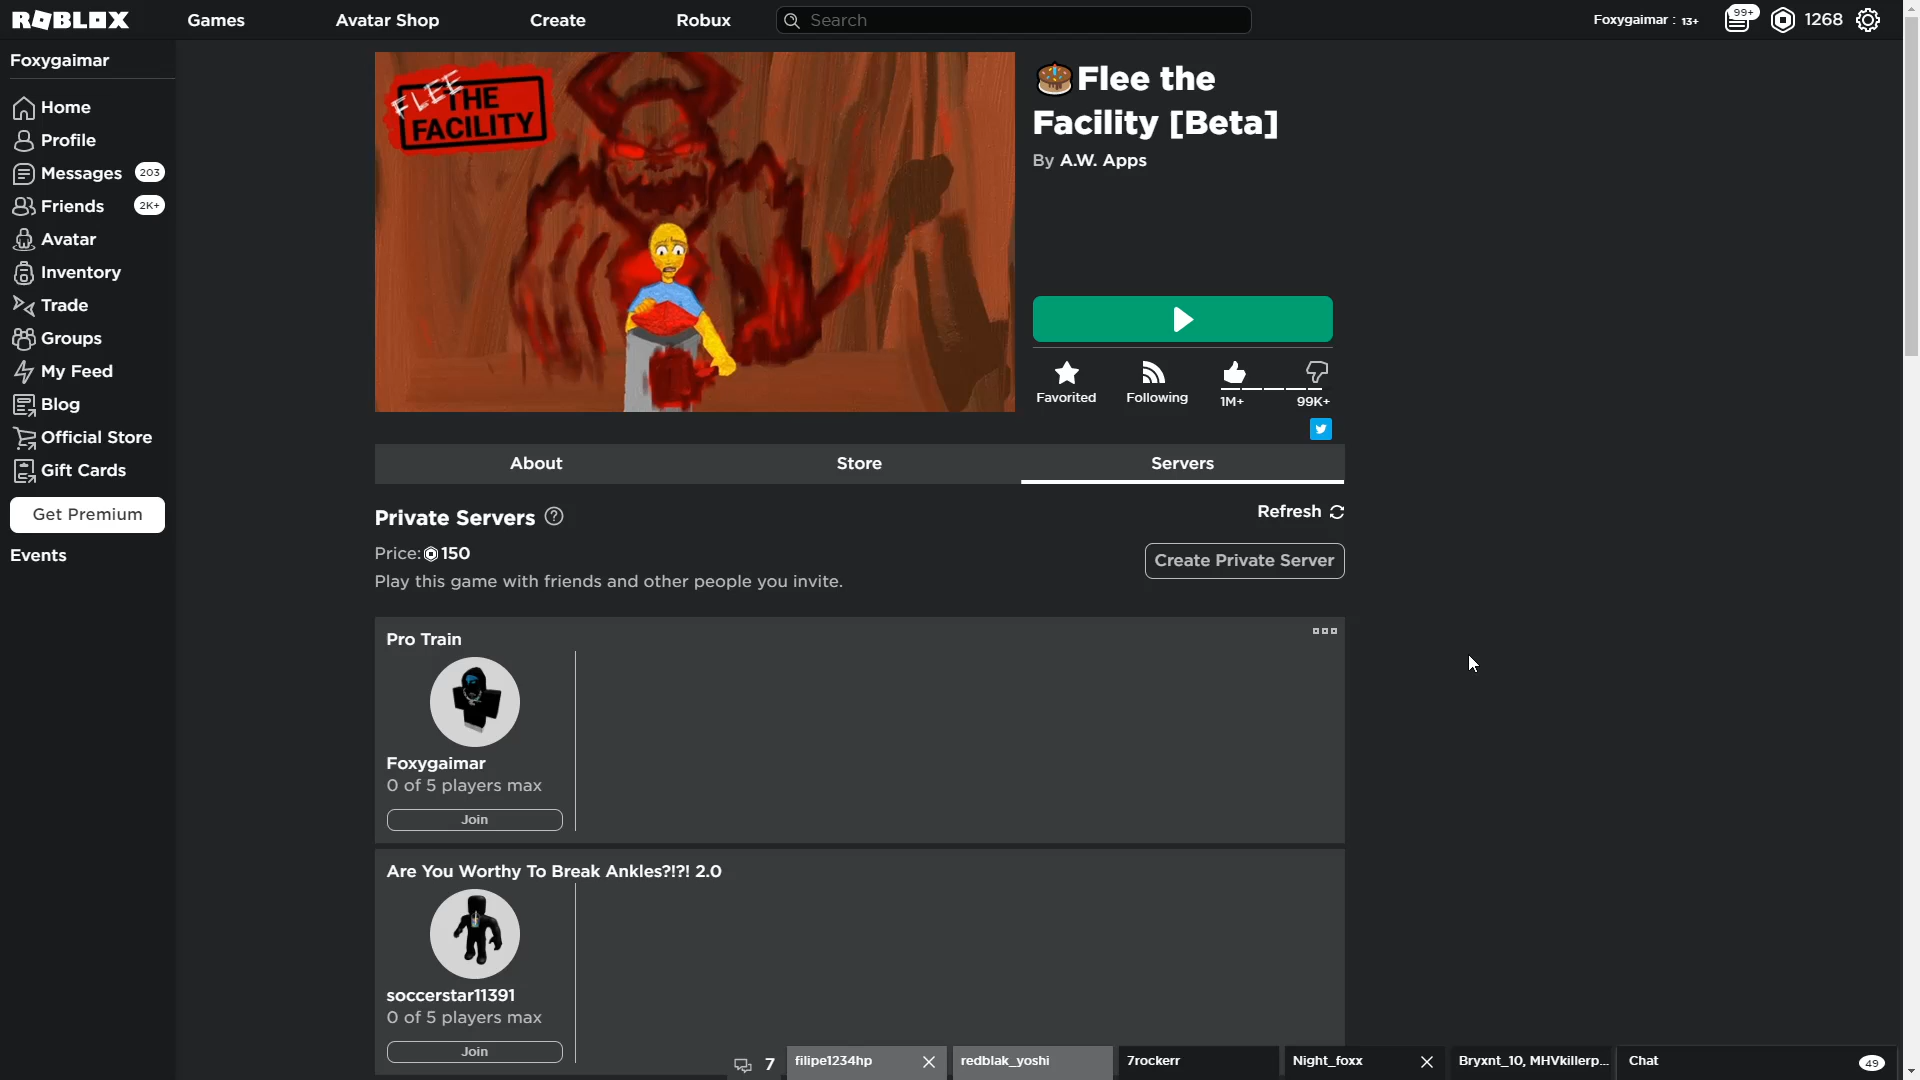 ROBLOX
Games
Avatar Shop
Create
Robux
Search
Foxygaimar : 13+
99+
1268
Foxygaimar
Home
Profile
Messages 203
Friends 2K+
Avatar
Inventory
Trade
Groups
My Feed
Blog
Official Store
Gift Cards
Get Premium
Events
FLEE
THE
FACILITY
Flee the
Facility [Beta]
By A.W. Apps
Favorited
Following
1M+
99K+
About
Store
Servers
Private Servers ?
Refresh
Price: 150
Play this game with friends and other people you invite.
Create Private Server
Pro Train
Foxygaimar
0 of 5 players max
Join
Are You Worthy To Break Ankles?!?! 2.0
soccerstar11391
0 of 5 players max
Join
7
filipe1234hp
redblak_yoshi
7rockerr
Night_foxx
Bryxnt_10, MHVkillerp...
Chat
49